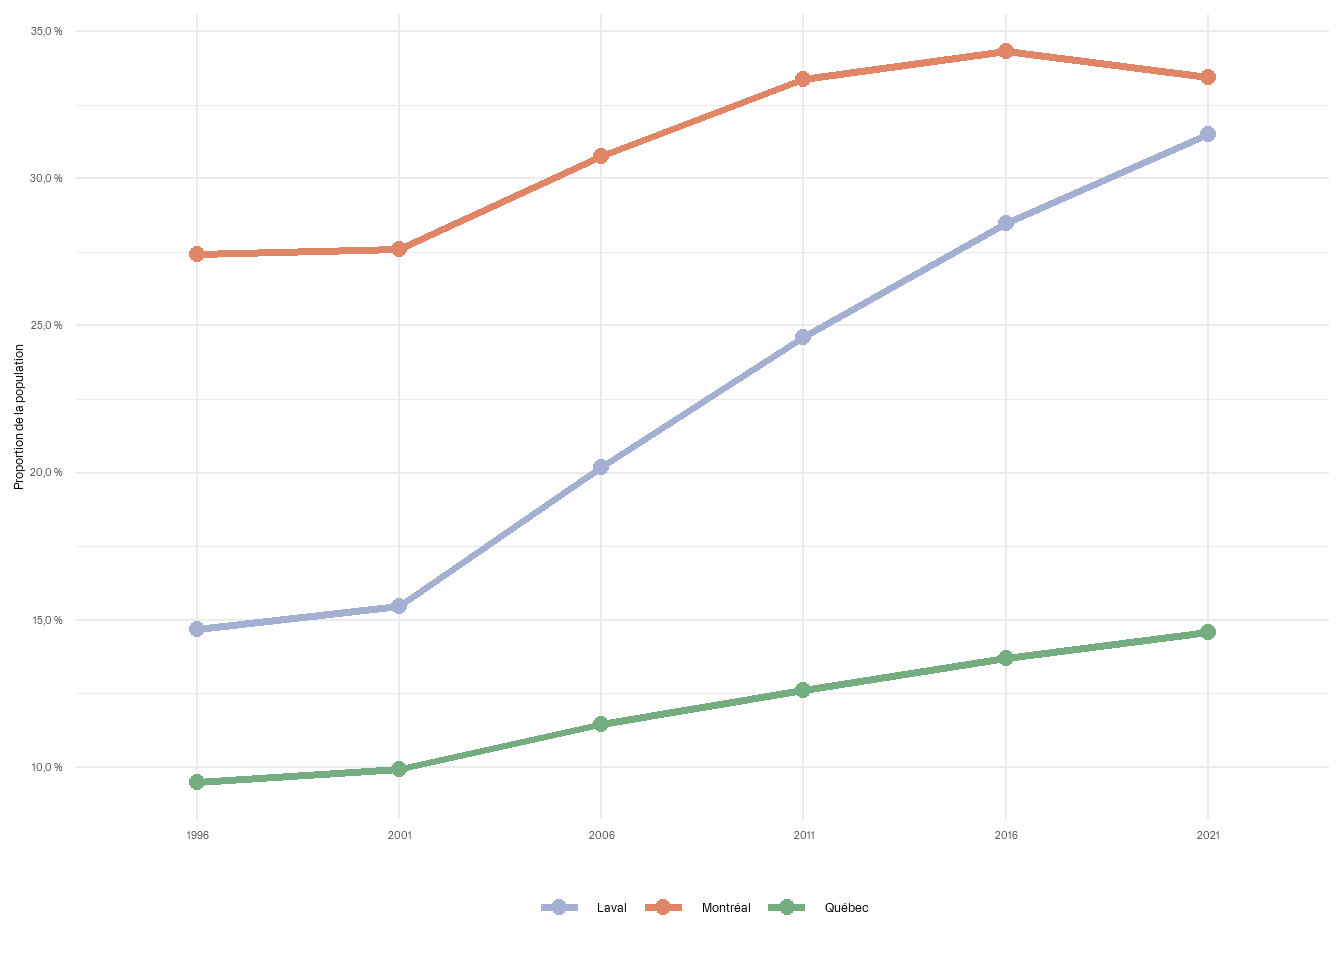 35,0 %
30,0 %
25,0 %
20,0 %
15,0 %
10,0 %
Proportion de la population
1996 2001 2006 2011 2016 2021
Laval Montréal Québec